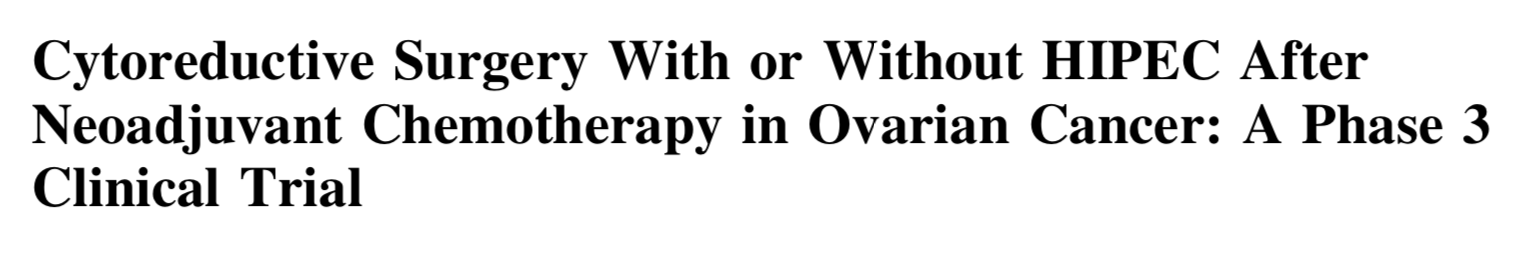 Cytoreductive Surgery With or Without HIPEC After
Neoadjuvant Chemotherapy in Ovarian Cancer: A Phase 3
Clinical Trial